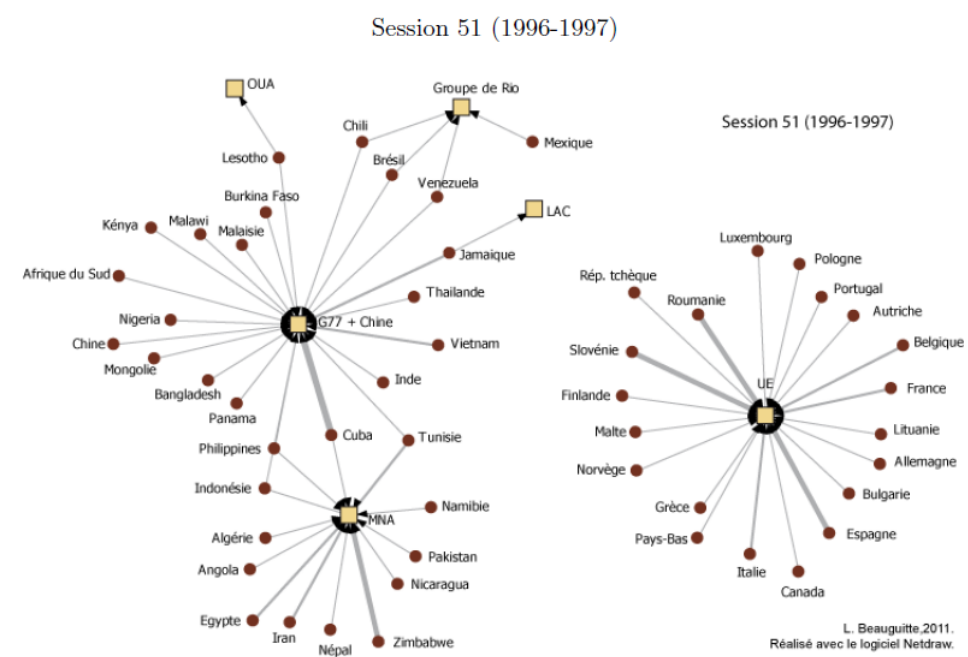 Session 51 (1996-1997)
OUA
Groupe de Rio
Session 51 (1996-1997)
Chili
Mexique
Lesotho
Brésil
Venezuela
Burkina Faso
LAC
Kénya
Malawi
Malaisie
Jamaique
Luxembourg
Pologne
Afrique du Sud
Rép. tchèque
Portugal
Thailande
Roumanie
Autriche
Nigeria
G77 + Chine
Chine
Vietnam
Slovénie
Belgique
Mongolie
Inde
UE
France
Bangladesh
Finlande
Panama
Malte
Lituanie
Cuba
Tunisie
Philippines
Norvège
Allemagne
Indonésie
Bulgarie
Namibie
Grèce
MNA
Algérie
Pays-Bas
Espagne
Pakistan
Angola
Nicaragua
Italie
Canada
Egypte
Iran
Népal
Zimbabwe
L. Beauguitte,2011.
Réalisé avec le logiciel Netdraw.